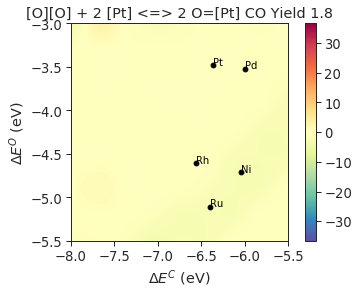 [O][O] + 2 [Pt] <=> 2 O=[Pt] CO Yield 1.8
−3.0
−3.5
−4.0
−4.5
−5.0
−5.5
ΔE^O (eV)
Pt
Pd
Rh
Ni
Ru
−8.0 −7.5 −7.0 −6.5 −6.0 −5.5
ΔE^C (eV)
30
20
10
0
−10
−20
−30